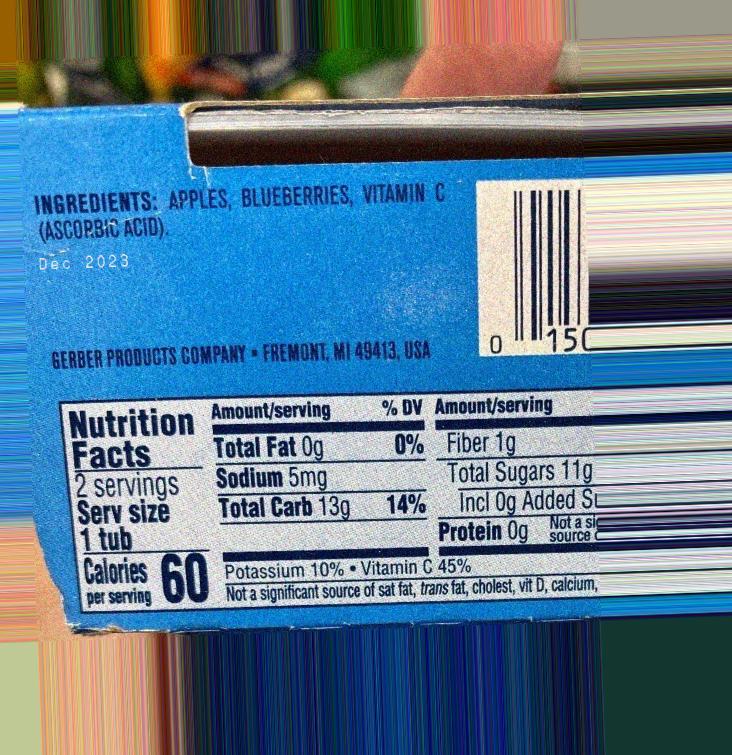 INGREDIENTS: APPLES, BLUEBERRIES, VITAMIN C
(ASCORBIC ACID).
Dec 2023
0 150
GERBER PRODUCTS COMPANY • FREMONT, MI 49413, USA
Nutrition
Facts
2 servings
Serv size
1 tub
Calories 60
per serving
Amount/serving % DV
Total Fat 0g 0%
Sodium 5mg
Total Carb 13g 14%
Amount/serving
Fiber 1g
Total Sugars 11g
Incl 0g Added
Protein 0g
Not a
source
Potassium 10% • Vitamin C 45%
Not a significant source of sat fat, trans fat, cholest, vit D, calcium,